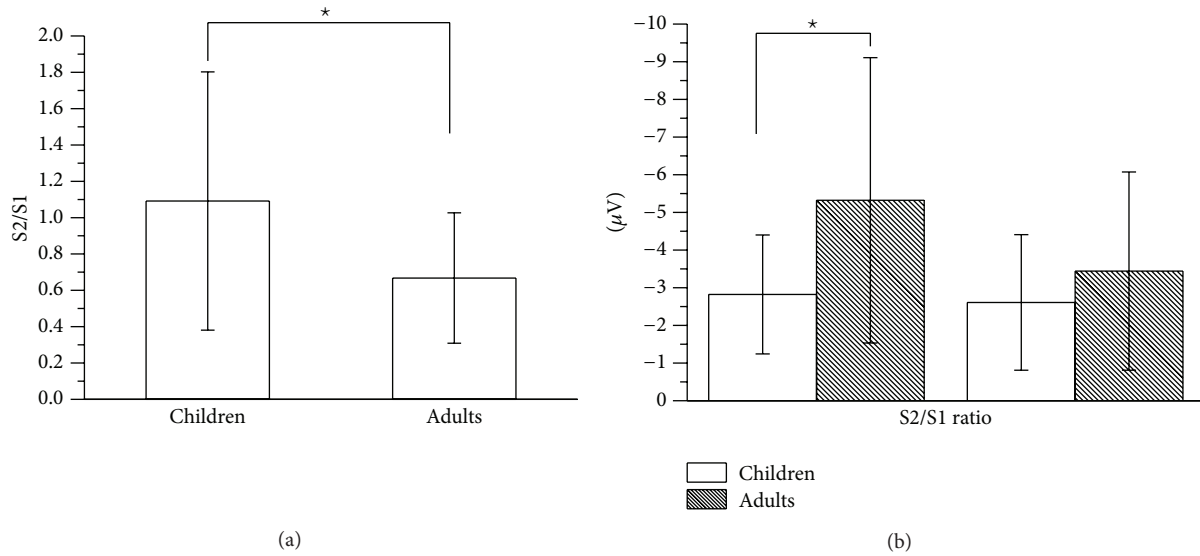 ⋆
2.0
1.8
1.6
1.4
1.2
1.0
0.8
0.6
0.4
0.2
0.0
S2/S1
Children
Adults
(a)
⋆
−10
−9
−8
−7
−6
−5
−4
−3
−2
−1
0
(μV)
S2/S1 ratio
Children
Adults
(b)